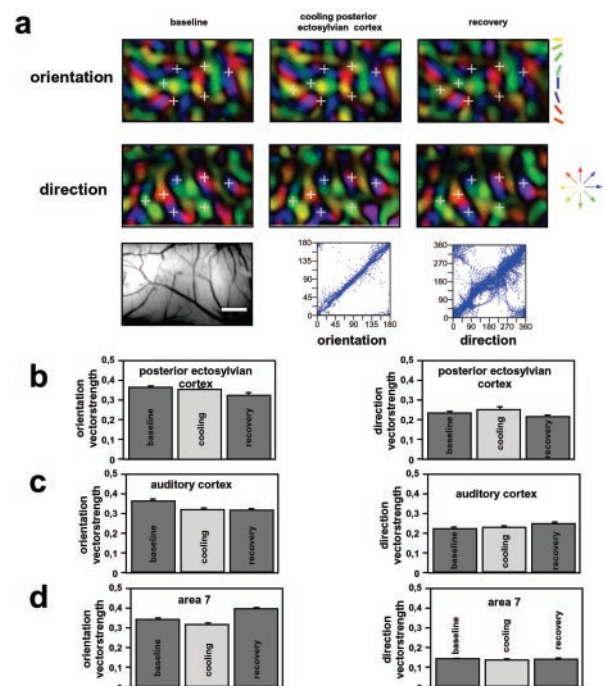 a
baseline
cooling posterior
ectosylvian cortex
recovery
orientation
direction
180
135
90
45
0
0 45 90 135 180
orientation
360
270
180
90
0
0 90 180 270 360
direction
b
orientation
vectorstrength
0,5
0,4
0,3
0,2
0,1
0
posterior ectosylvian
cortex
baseline
cooling
recovery
direction
vectorstrength
0,5
0,4
0,3
0,2
0,1
0
posterior ectosylvian
cortex
baseline
cooling
recovery
c
orientation
vectorstrength
0,5
0,4
0,3
0,2
0,1
0
auditory cortex
baseline
cooling
recovery
direction
vectorstrength
0,5
0,4
0,3
0,2
0,1
0
auditory cortex
baseline
cooling
recovery
d
orientation
vectorstrength
0,5
0,4
0,3
0,2
0,1
area 7
baseline
cooling
recovery
direction
vectorstrength
0,5
0,4
0,3
0,2
0,1
area 7
baseline
cooling
recovery